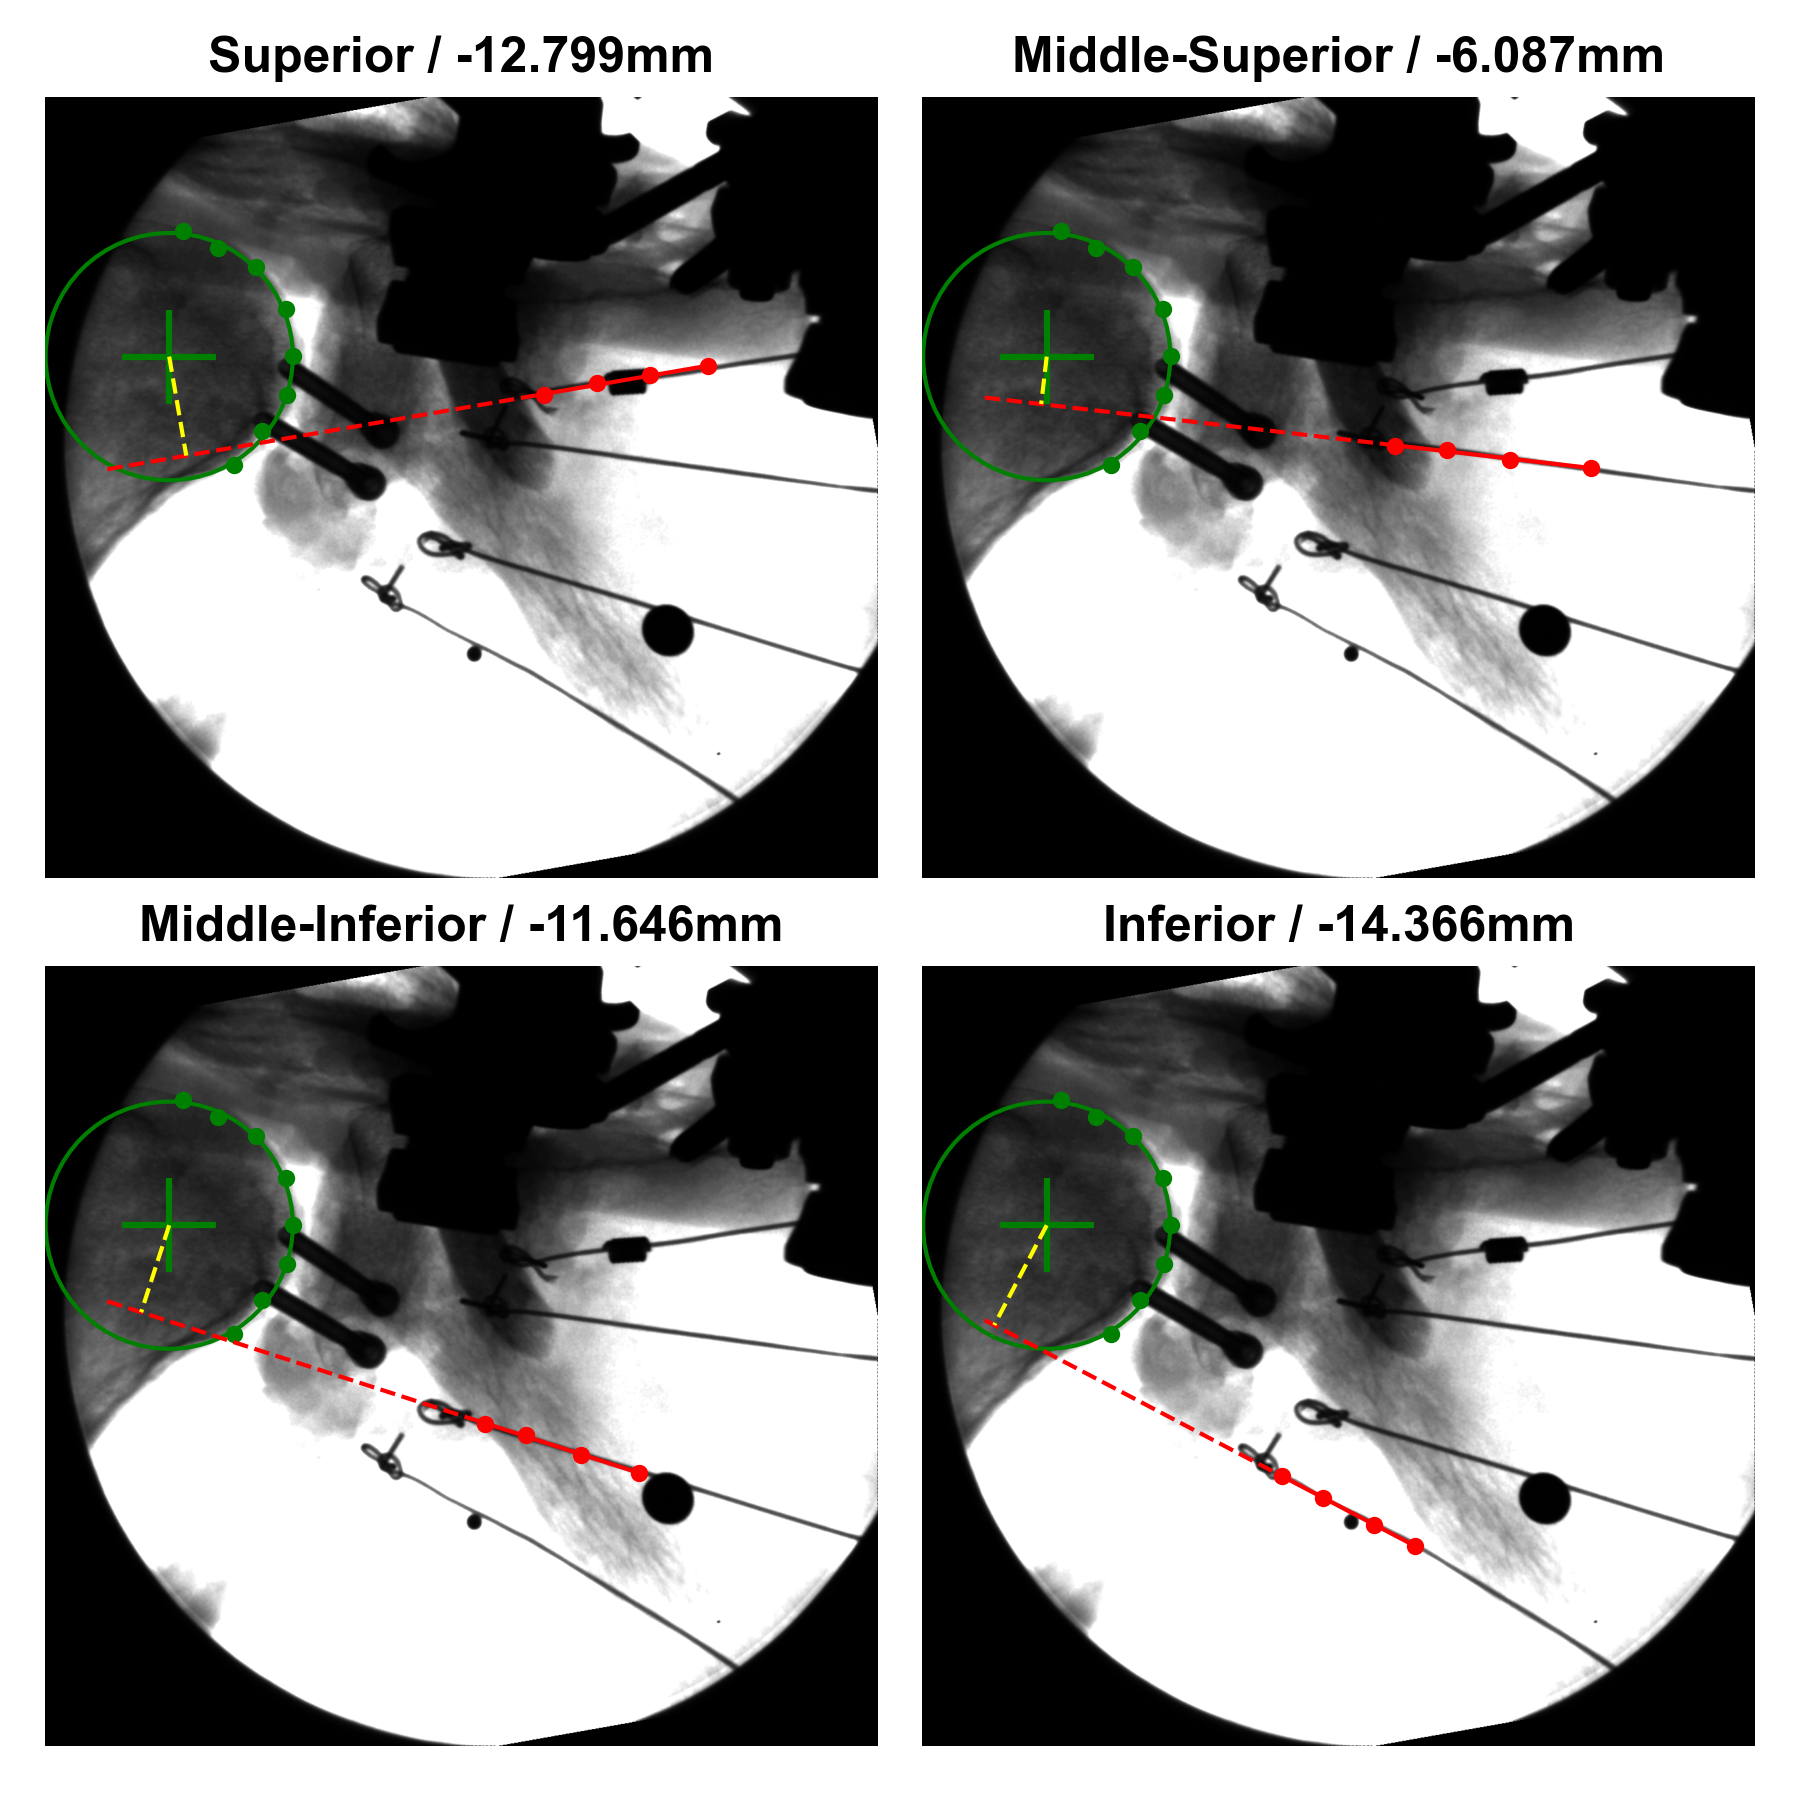 Superior / -12.799mm
Middle-Superior / -6.087mm
Middle-Inferior / -11.646mm
Inferior / -14.366mm